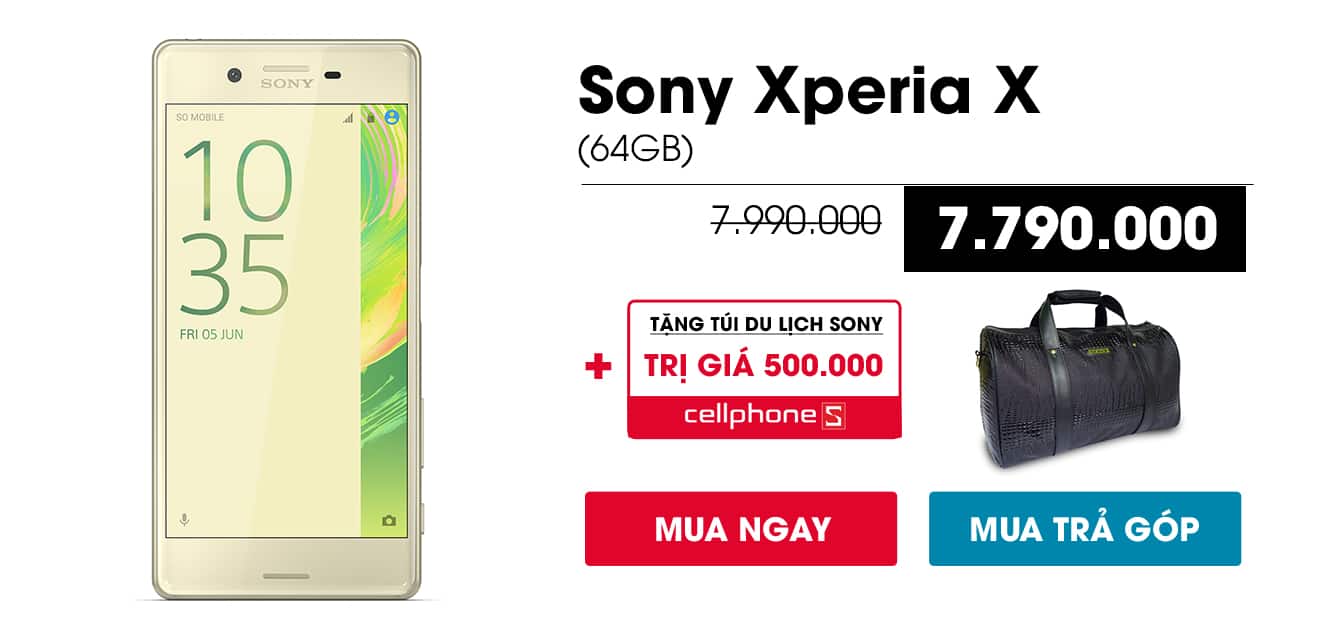 SONY
SO MOBILE
10
35
FRI 05 JUN
Sony Xperia X
(64GB)
7.990.000
7.790.000
TẶNG TÚI DU LỊCH SONY
+ TRỊ GIÁ 500.000
cellphone S
MUA NGAY
MUA TRẢ GÓP